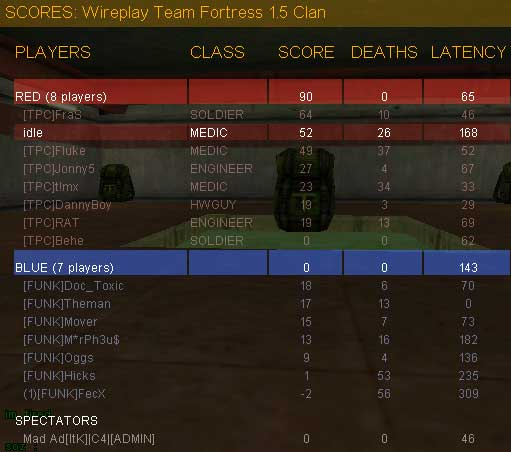 SCORES: Wireplay Team Fortress 1.5 Clan
PLAYERS CLASS SCORE DEATHS LATENCY
RED (8 players) 90 0 65
[TPC]FraS SOLDIER 64 10 46
idle MEDIC 52 26 168
[TPC]Fluke MEDIC 49 37 52
[TPC]Jonny5 ENGINEER 27 4 67
[TPC]tImx MEDIC 23 34 33
[TPC]DannyBoy HWGUY 19 3 29
[TPC]RAT ENGINEER 19 13 69
[TPC]Behe SOLDIER 0 0 62
BLUE (7 players) 0 0 143
[FUNK]Doc_Toxic 18 6 70
[FUNK]Theman 17 13 0
[FUNK]Mover 15 7 73
[FUNK]M*rPh3u$ 13 16 182
[FUNK]Oggs 9 4 136
[FUNK]Hicks 1 53 235
(1)[FUNK]FecX -2 56 309
SPECTATORS
Mad Ad[ItK]|C4|[ADMIN] 0 0 46